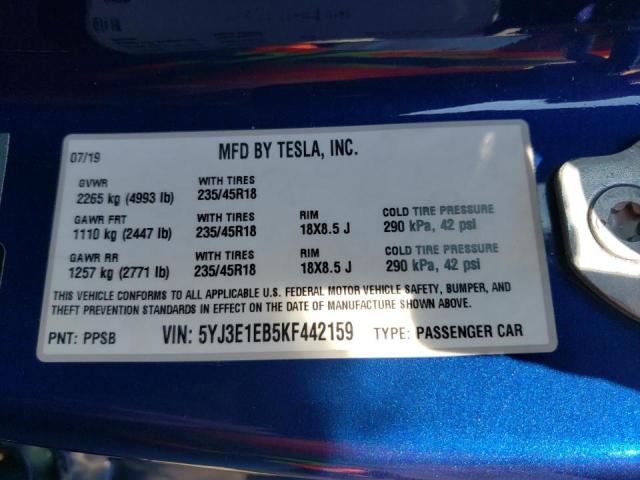 07/19 MFD BY TESLA, INC.
GVWR WITH TIRES
2265 kg (4993 lb) 235/45R18
GAWR FRT WITH TIRES RIM COLD TIRE PRESSURE
1110 kg (2447 lb) 235/45R18 18X8.5 J 290 kPa, 42 psi
GAWR RR WITH TIRES RIM COLD TIRE PRESSURE
1257 kg (2771 lb) 235/45R18 18X8.5 J 290 kPa, 42 psi
THIS VEHICLE CONFORMS TO ALL APPLICABLE U.S. FEDERAL MOTOR VEHICLE SAFETY, BUMPER, AND
THEFT PREVENTION STANDARDS IN EFFECT ON THE DATE OF MANUFACTURE SHOWN ABOVE.
PNT: PPSB VIN: 5YJ3E1EB5KF442159 TYPE: PASSENGER CAR